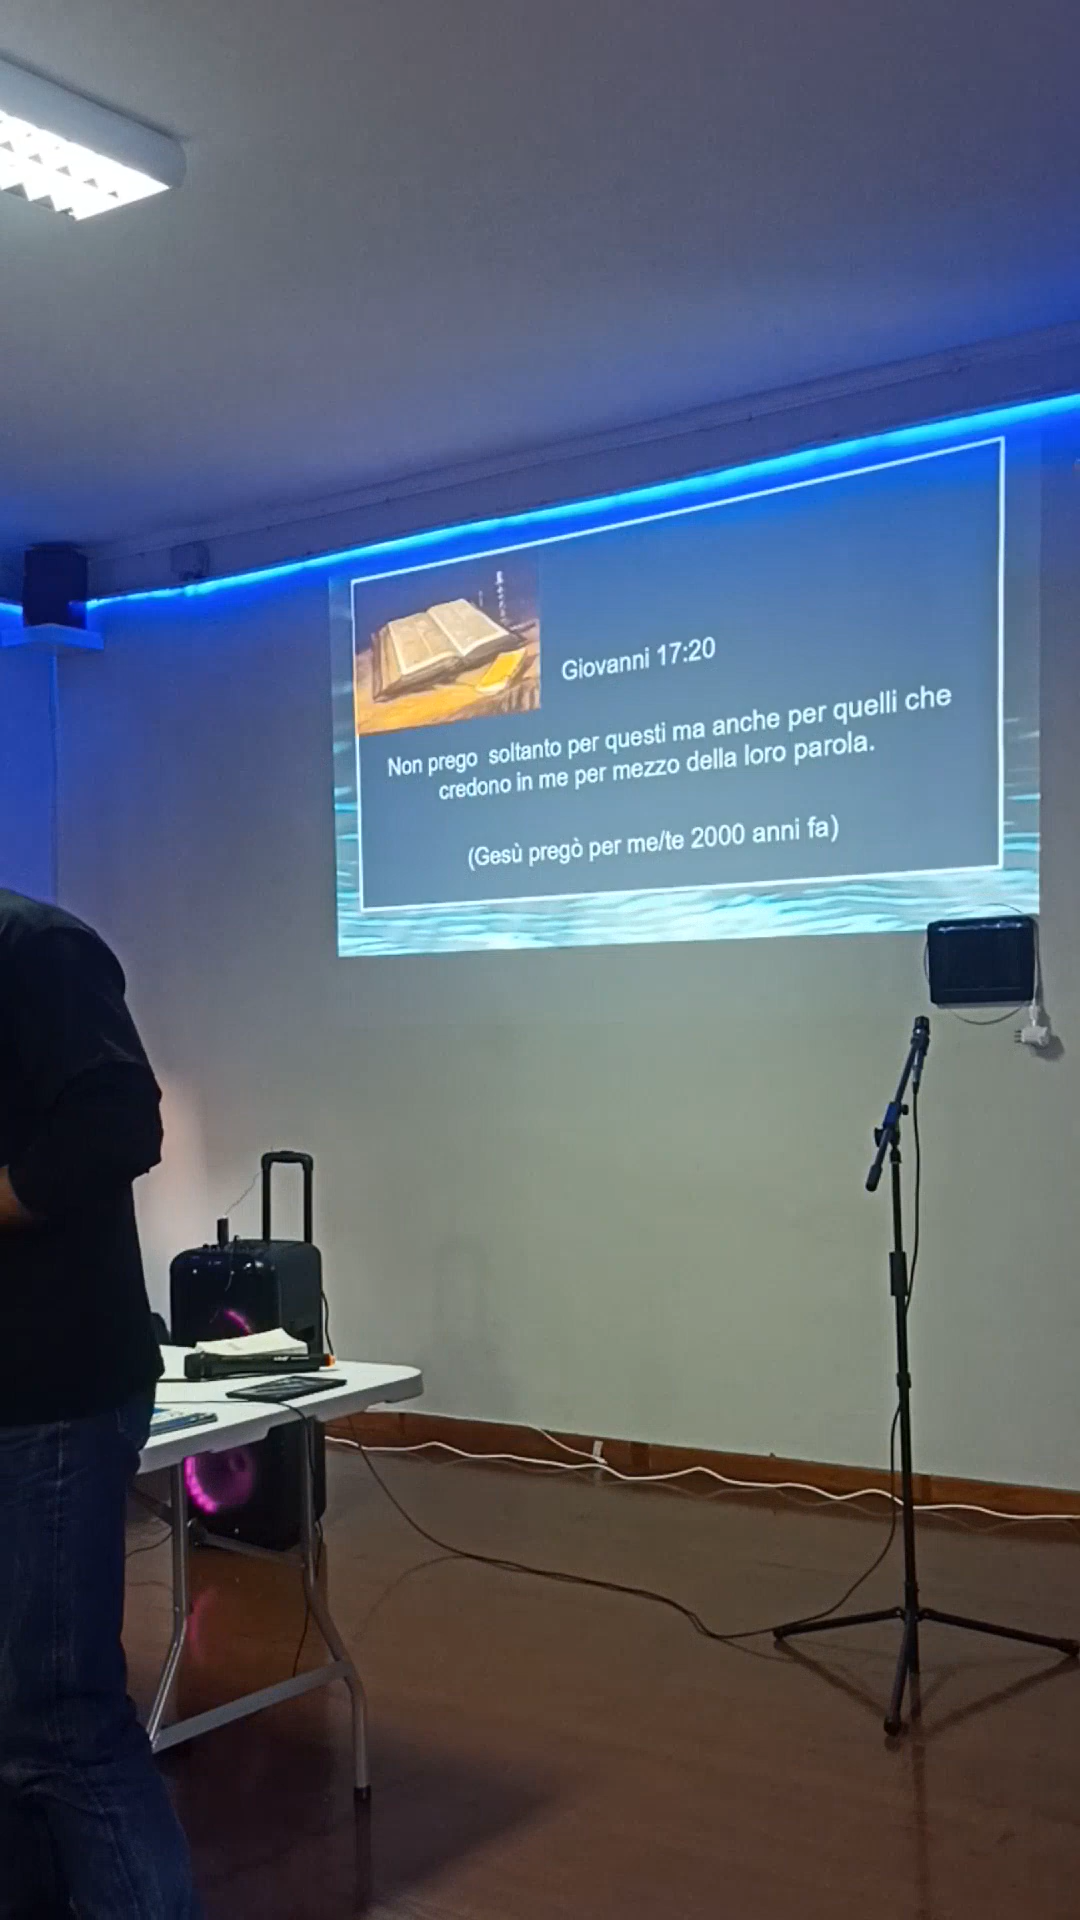 Giovanni 17:20
Non prego soltanto per questi ma anche per quelli che
credono in me per mezzo della loro parola.
(Gesù pregò per me/te 2000 anni fa)